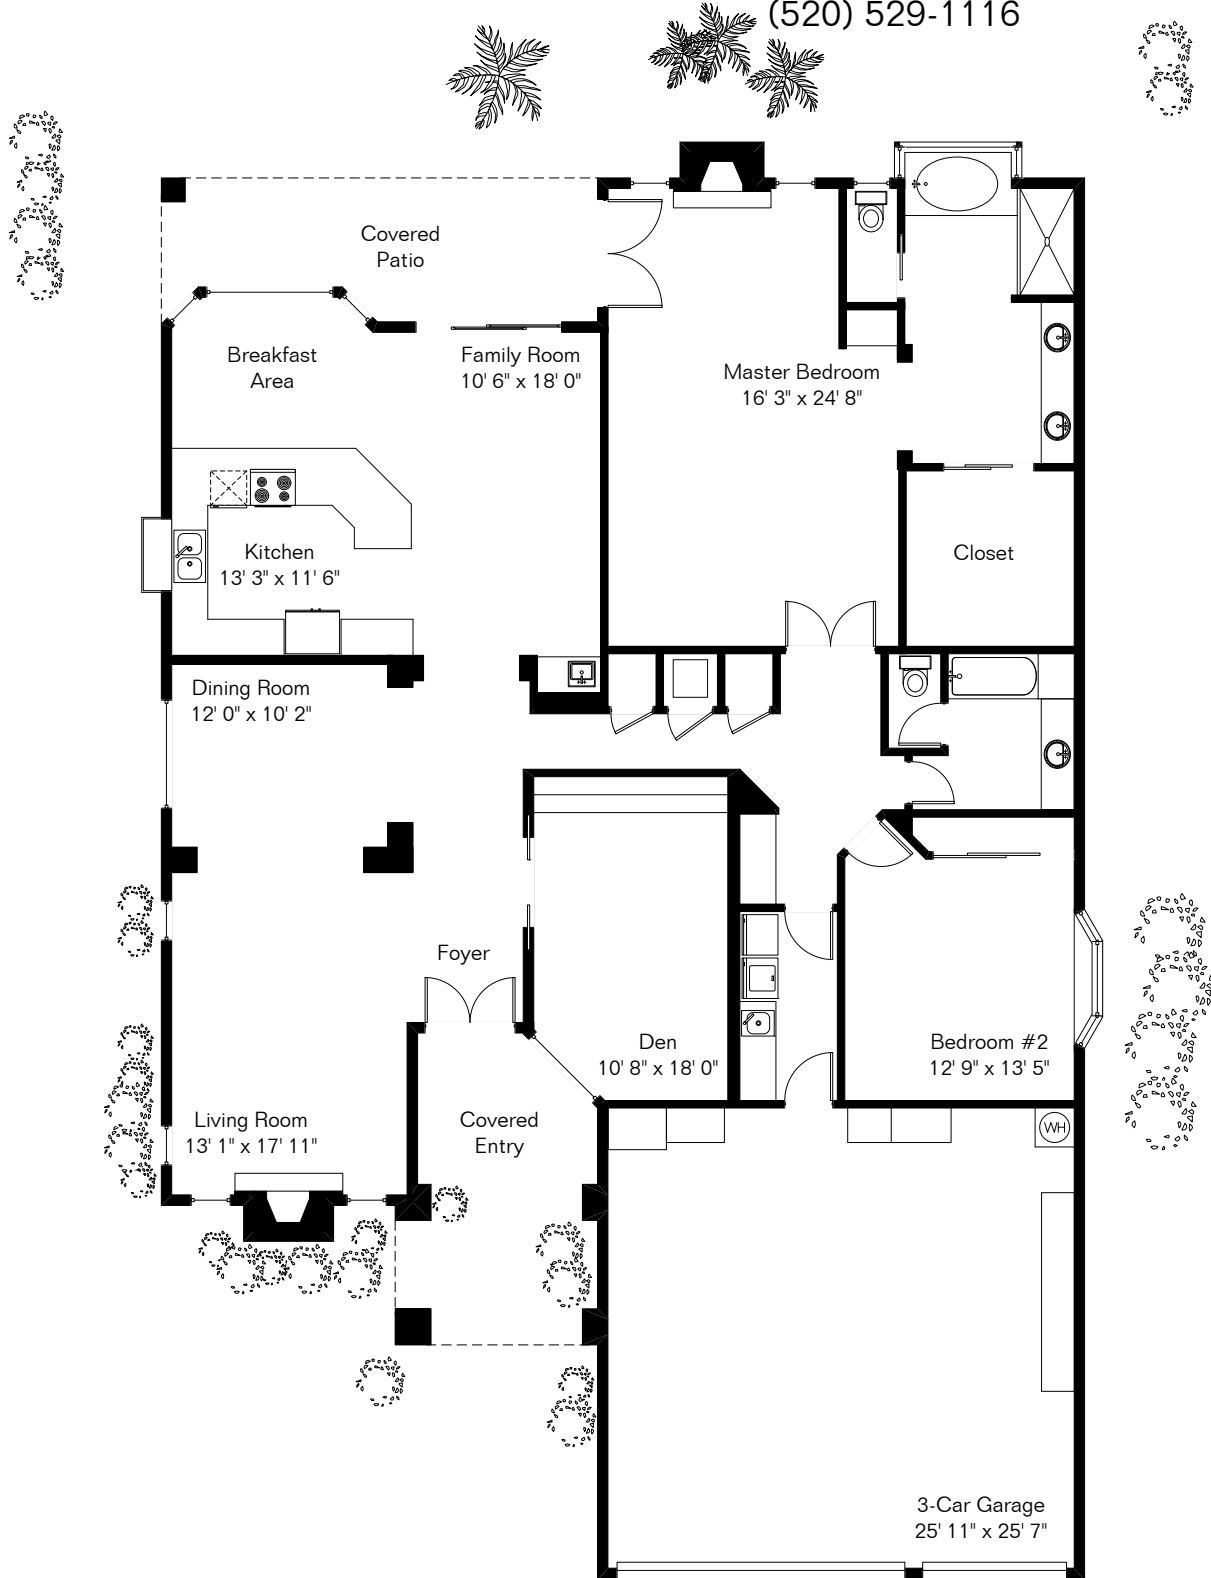 (520) 529-1116
Covered
Patio
Breakfast
Area
Family Room
10' 6" x 18' 0"
Master Bedroom
16' 3" x 24' 8"
Kitchen
13' 3" x 11' 6"
Closet
Dining Room
12' 0" x 10' 2"
Foyer
Den
10' 8" x 18' 0"
Bedroom #2
12' 9" x 13' 5"
Living Room
13' 1" x 17' 11"
Covered
Entry
WH
3-Car Garage
25' 11" x 25' 7"